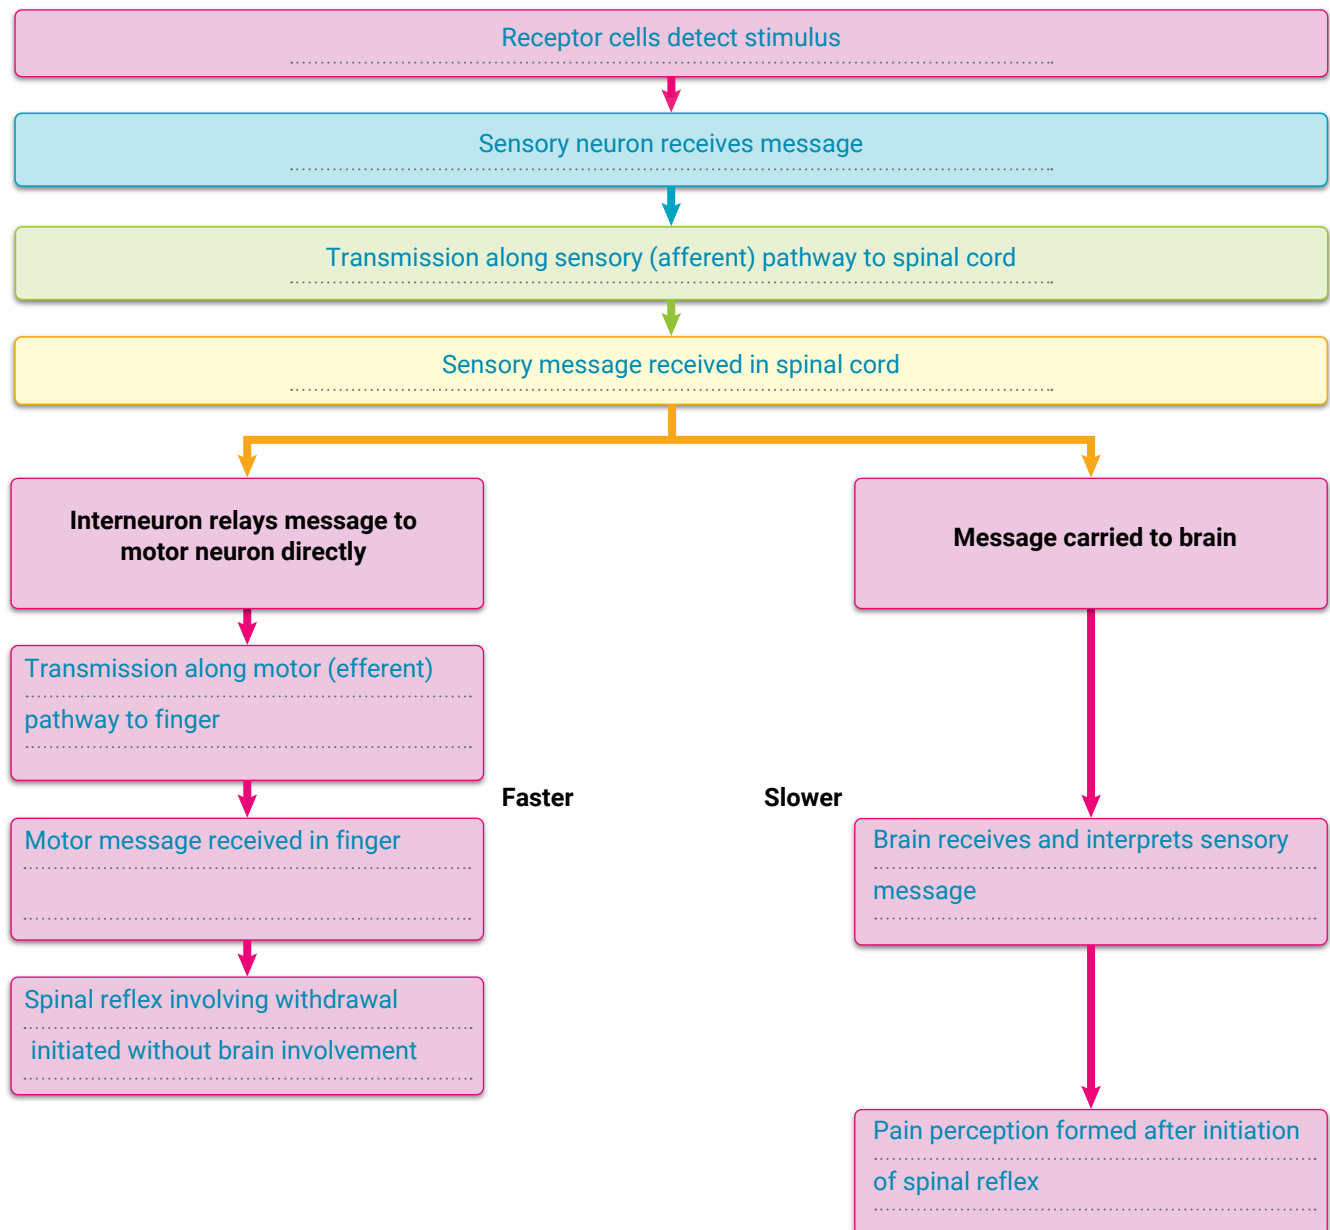 Receptor cells detect stimulus
Sensory neuron receives message
Transmission along sensory (afferent) pathway to spinal cord
Sensory message received in spinal cord
Interneuron relays message to
motor neuron directly
Transmission along motor (efferent)
pathway to finger
Motor message received in finger
Spinal reflex involving withdrawal
initiated without brain involvement
Faster
Slower
Message carried to brain
Brain receives and interprets sensory
message
Pain perception formed after initiation
of spinal reflex